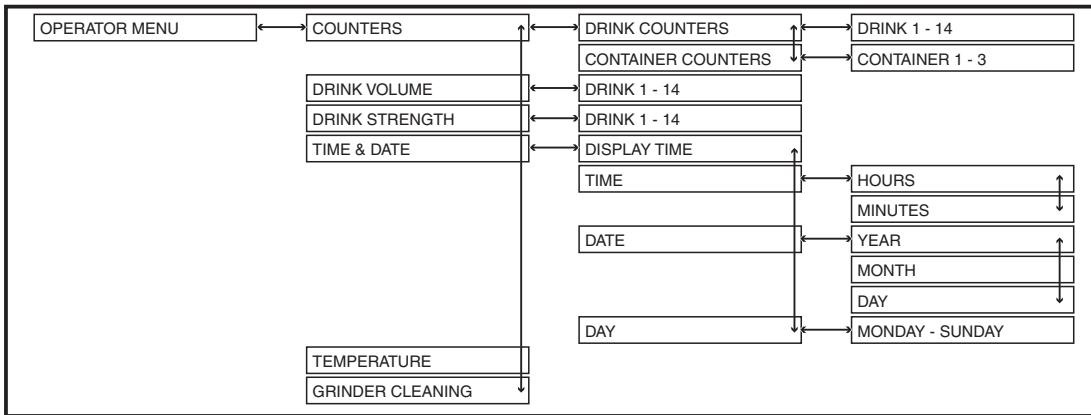 OPERATOR MENU COUNTERS DRINK COUNTERS DRINK 1 - 14
CONTAINER COUNTERS CONTAINER 1 - 3
DRINK VOLUME DRINK 1 - 14
DRINK STRENGTH DRINK 1 - 14
TIME & DATE DISPLAY TIME
TIME HOURS
MINUTES
DATE YEAR
MONTH
DAY
DAY MONDAY - SUNDAY
TEMPERATURE
GRINDER CLEANING